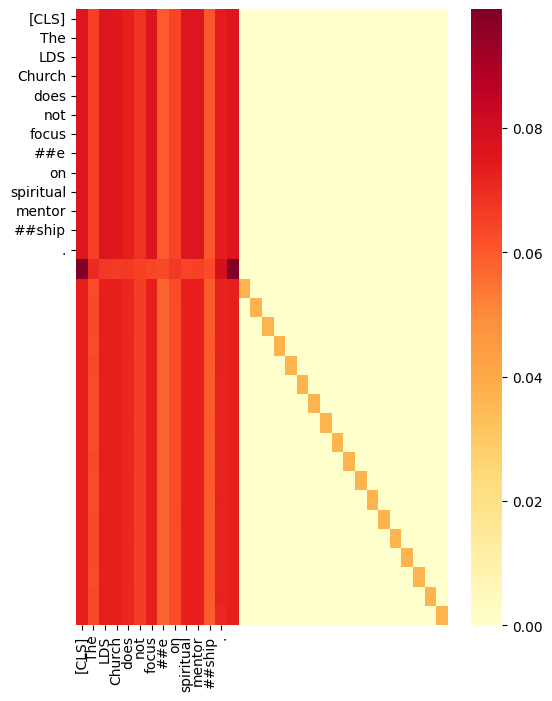 [CLS]
The
LDS
Church
does
not
focus
##e
on
spiritual
mentor
##ship
.
0.08
0.06
0.04
0.02
0.00
[CLS]
The
LDS
Church
does
not
focus
##e
on
spiritual
mentor
##ship
.